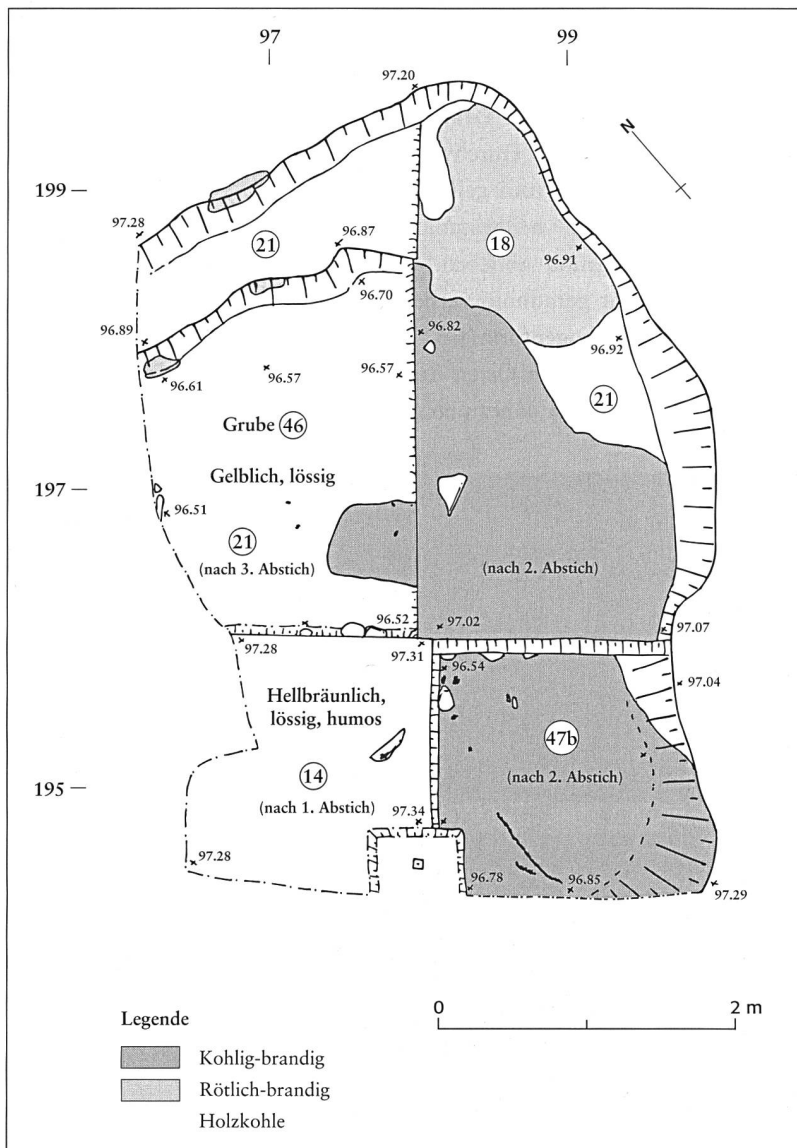 97 99
97.20
N
199
97.28
21
96.87
18
96.91
96.70
96.89
96.82
96.92
96.61
96.57
96.57
21
Grube 46
Gelblich, lössig
197
96.51
21
(nach 3. Abstich)
(nach 2. Abstich)
96.52
97.02
97.07
97.28
97.31
96.54
97.04
Hellbräunlich,
lössig, humos
47b
195
14
(nach 1. Abstich)
(nach 2. Abstich)
97.34
97.28
96.78
96.85
97.29
0 2 m
Legende
Kohlig-brandig
Rötlich-brandig
Holzkohle